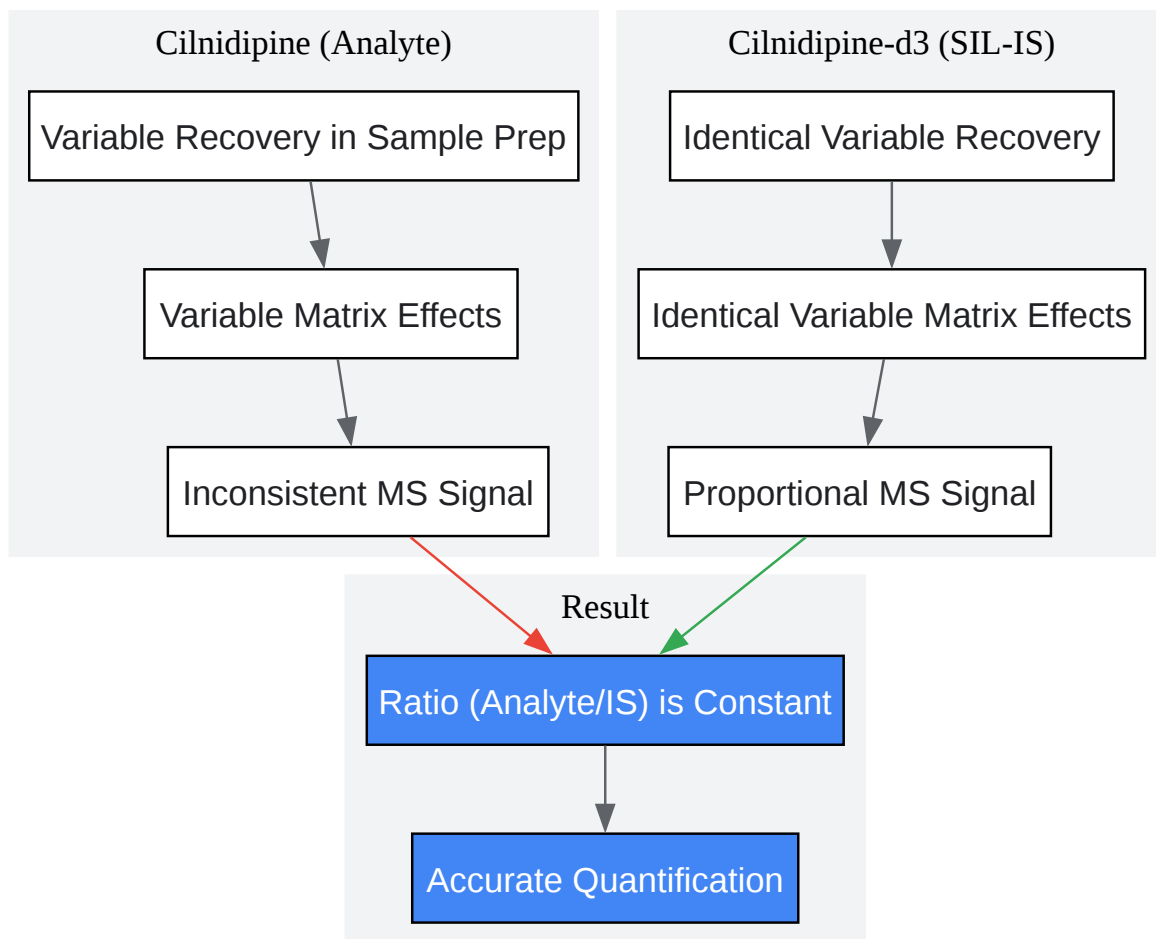 Cilnidipine (Analyte)
Variable Recovery in Sample Prep
Variable Matrix Effects
Inconsistent MS Signal
Cilnidipine-d3 (SIL-IS)
Identical Variable Recovery
Identical Variable Matrix Effects
Proportional MS Signal
Result
Ratio (Analyte/IS) is Constant
Accurate Quantification